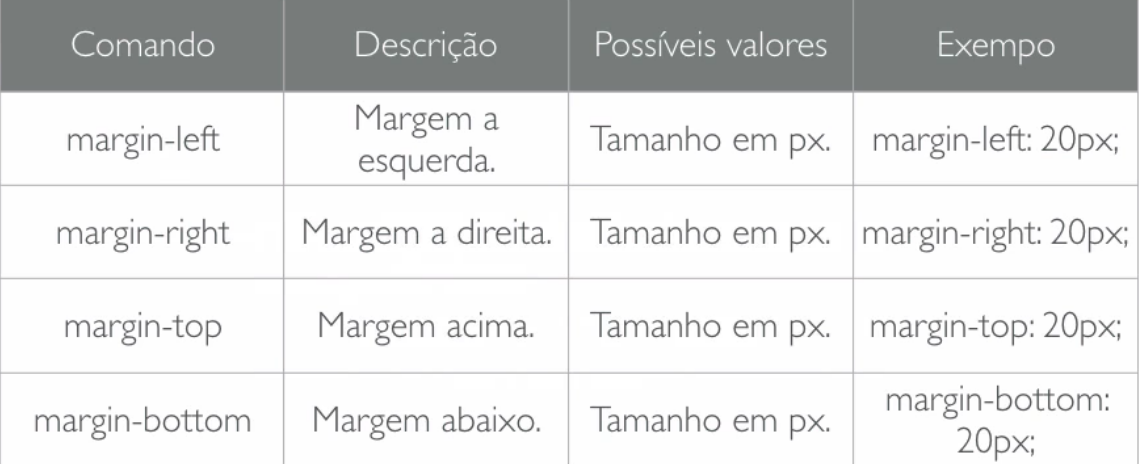 Comando Descrição Possíveis valores Exempo
margin-left Margem a esquerda. Tamanho em px. margin-left: 20px;
margin-right Margem a direita. Tamanho em px. margin-right: 20px;
margin-top Margem acima. Tamanho em px. margin-top: 20px;
margin-bottom Margem abaixo. Tamanho em px. margin-bottom: 20px;